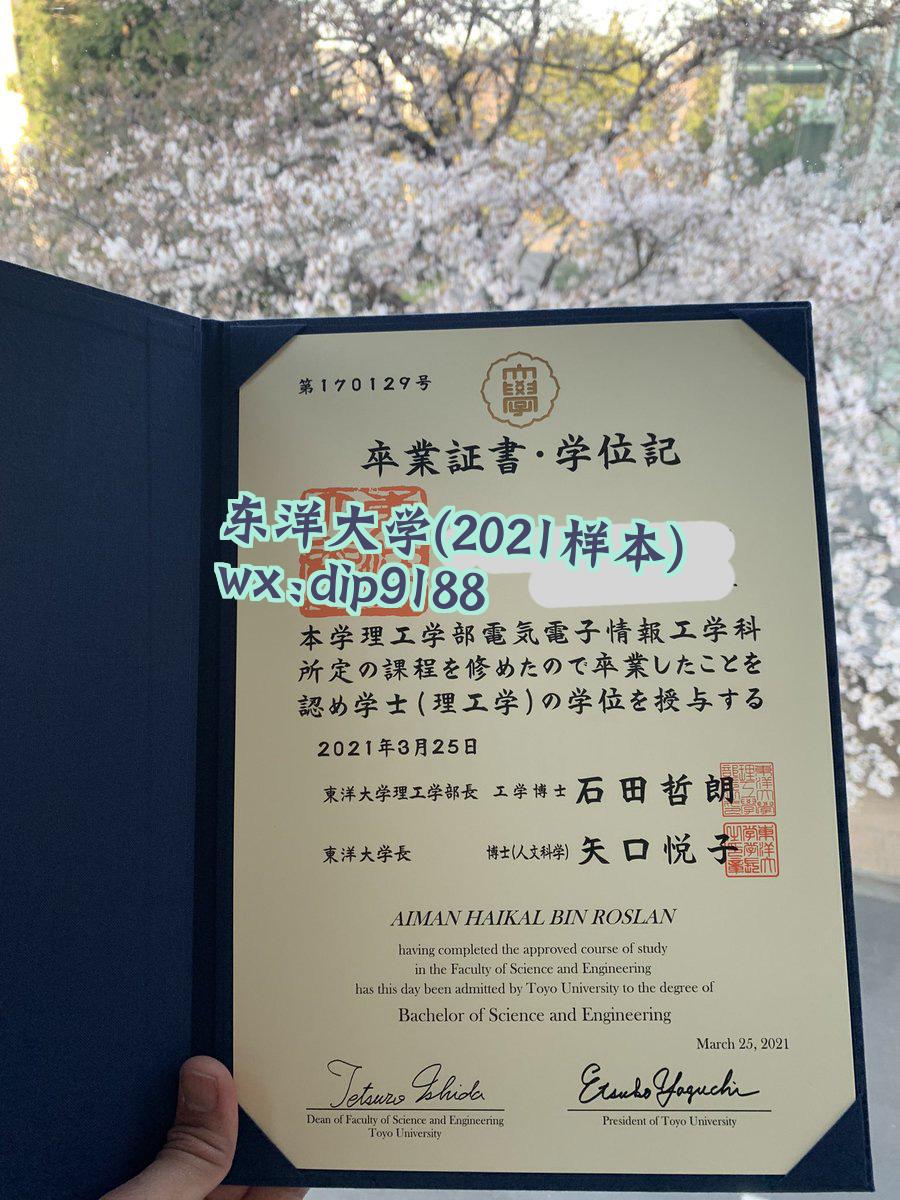 第170129号
卒業証書・学位記
东洋大学(2021样本)
wx:dip9188
本学理工学部電気電子情報工学科
所定の課程を修めたので卒業したことを
認め学士(理工学)の学位を授与する
2021年3月25日
東洋大学理工学部長 工学博士 石田哲朗
東洋大学長 博士(人文科学) 矢口悦子
AIMAN HAIKAL BIN ROSLAN
having completed the approved course of study
in the Faculty of Science and Engineering
has this day been admitted by Toyo University to the degree of
Bachelor of Science and Engineering
March 25, 2021
Tetsuro Ishida Etsuko Yaguchi
Dean of Faculty of Science and Engineering President of Toyo University
Toyo University